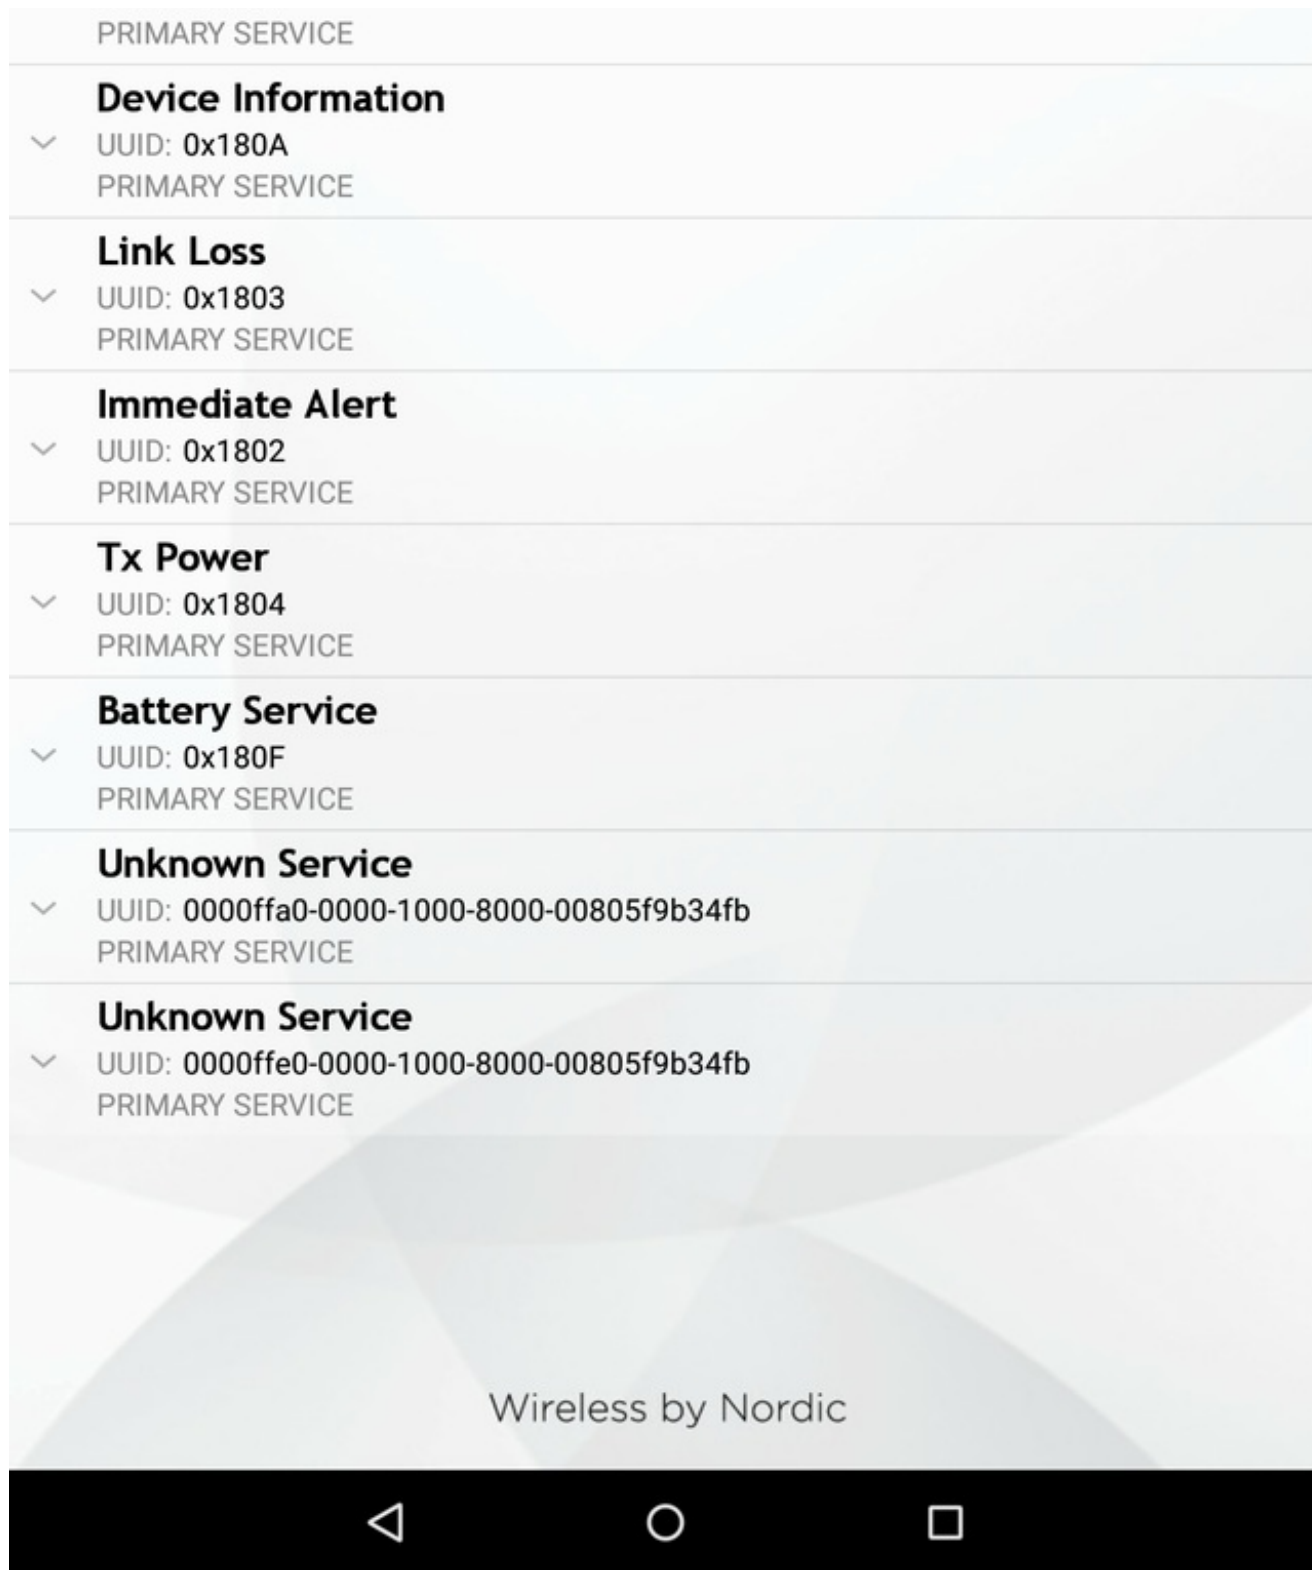 PRIMARY SERVICE
Device Information
UUID: 0x180A
PRIMARY SERVICE
Link Loss
UUID: 0x1803
PRIMARY SERVICE
Immediate Alert
UUID: 0x1802
PRIMARY SERVICE
Tx Power
UUID: 0x1804
PRIMARY SERVICE
Battery Service
UUID: 0x180F
PRIMARY SERVICE
Unknown Service
UUID: 0000ffa0-0000-1000-8000-00805f9b34fb
PRIMARY SERVICE
Unknown Service
UUID: 0000ffe0-0000-1000-8000-00805f9b34fb
PRIMARY SERVICE
Wireless by Nordic